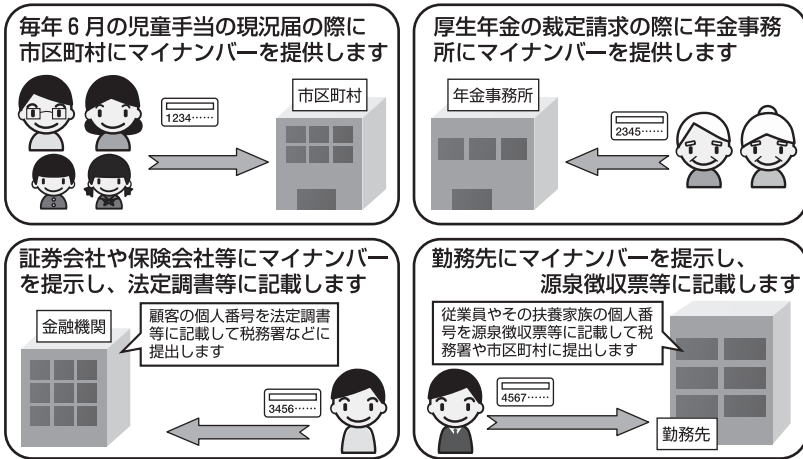 毎年６月の児童手当の現況届の際に
市区町村にマイナンバーを提供します
市区町村
1234……
厚生年金の裁定請求の際に年金事務
所にマイナンバーを提供します
年金事務所
2345……
証券会社や保険会社等にマイナンバー
を提示し、法定調書等に記載します
金融機関
顧客の個人番号を法定調書
等に記載して税務署などに
提出します
3456……
勤務先にマイナンバーを提示し、
源泉徴収票等に記載します
従業員やその扶養家族の個人番
号を源泉徴収票等に記載して税
務署や市区町村に提出します
4567……
勤務先